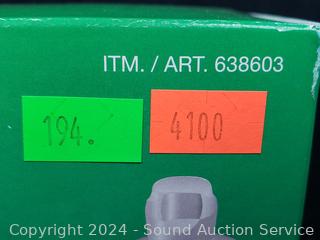 ITM. / ART. 638603
194.
4100
Copyright 2024 - Sound Auction Service